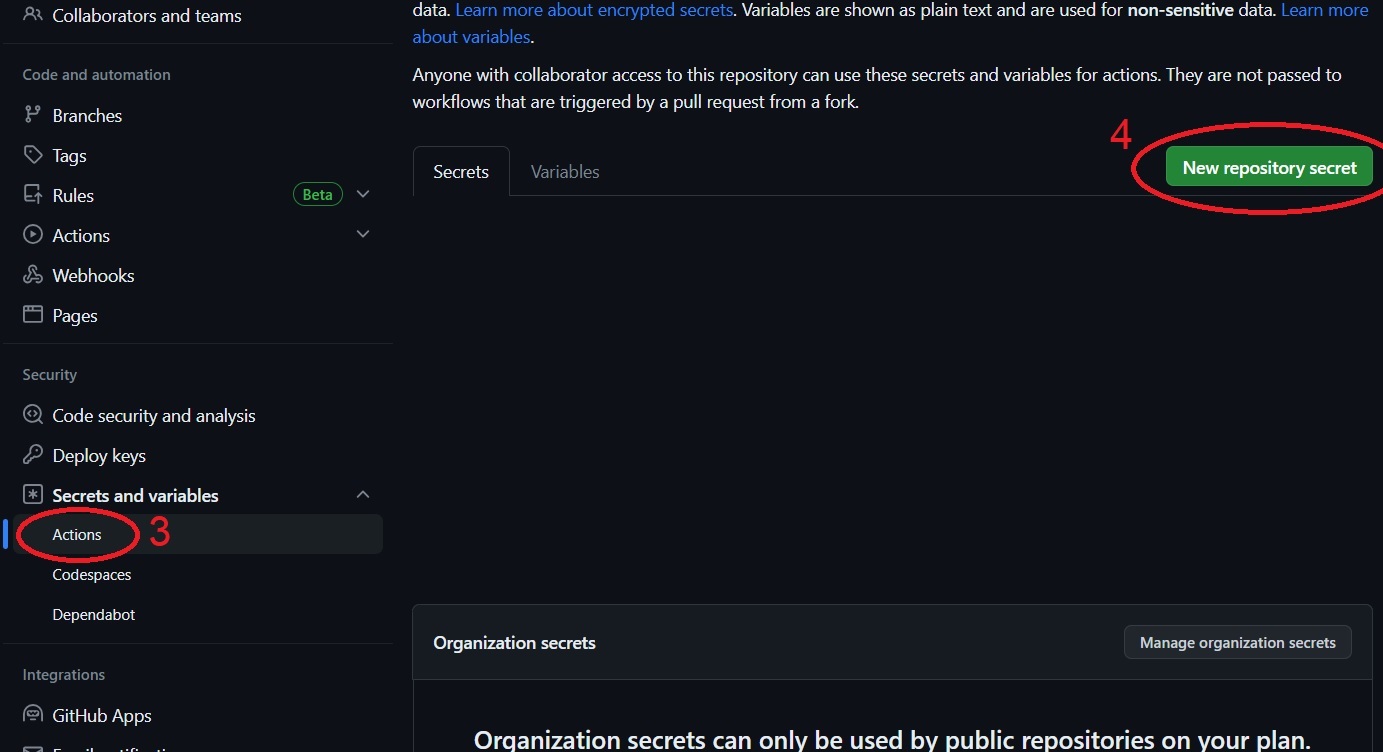 Collaborators and teams
Code and automation
Branches
Tags
Rules
Beta
Actions
Webhooks
Pages
Security
Code security and analysis
Deploy keys
Secrets and variables
Actions
3
Codespaces
Dependabot
Integrations
GitHub Apps
data. Learn more about encrypted secrets. Variables are shown as plain text and are used for non-sensitive data. Learn more
about variables.
Anyone with collaborator access to this repository can use these secrets and variables for actions. They are not passed to
workflows that are triggered by a pull request from a fork.
4
Secrets
Variables
New repository secret
Organization secrets
Manage organization secrets
Organization secrets can only be used by public repositories on your plan.